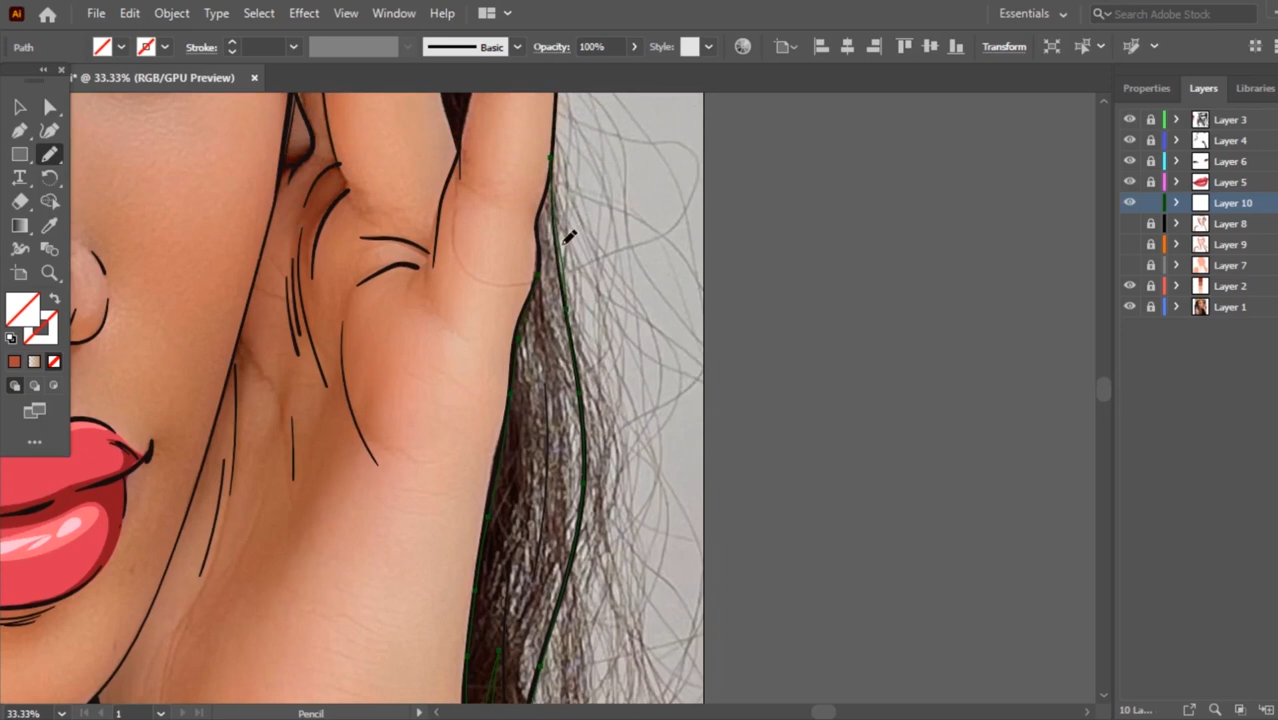 Ai File Edit Object Type Select Effect View Window Help Essentials Search Adobe Stock
Path Stroke: Basic Opacity: 100% Style: Transform
i* @ 33.33% (RGB/GPU Preview) ×
Properties Layers Libraries
Layer 3
Layer 4
Layer 6
Layer 5
Layer 10
Layer 8
Layer 9
Layer 7
Layer 2
Layer 1
33.33% 1 Pencil 10 La...